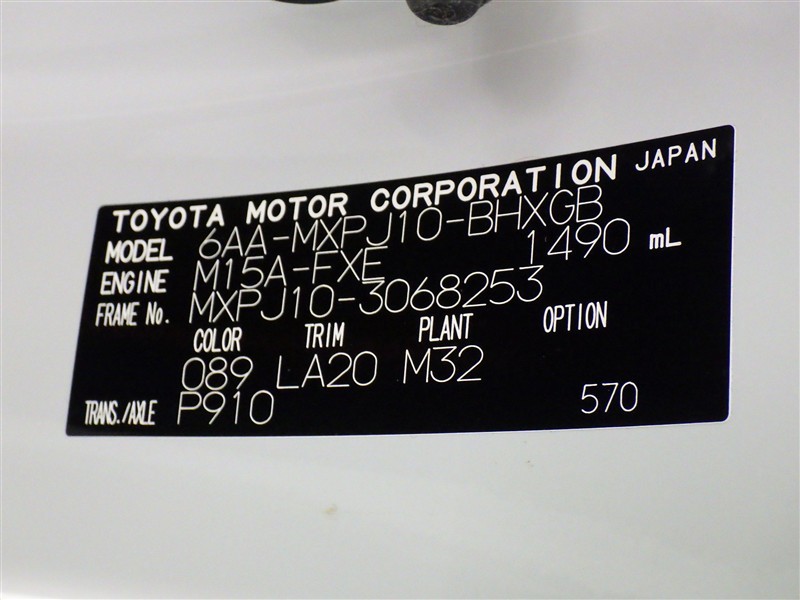 TOYOTA MOTOR CORPORATION JAPAN
MODEL 6AA-MXPJ10-BHXGB
ENGINE M15A-FXE 1490 mL
FRAME No. MXPJ10-3068253
COLOR TRIM PLANT OPTION
089 LA20 M32
TRANS./AXLE P910 570